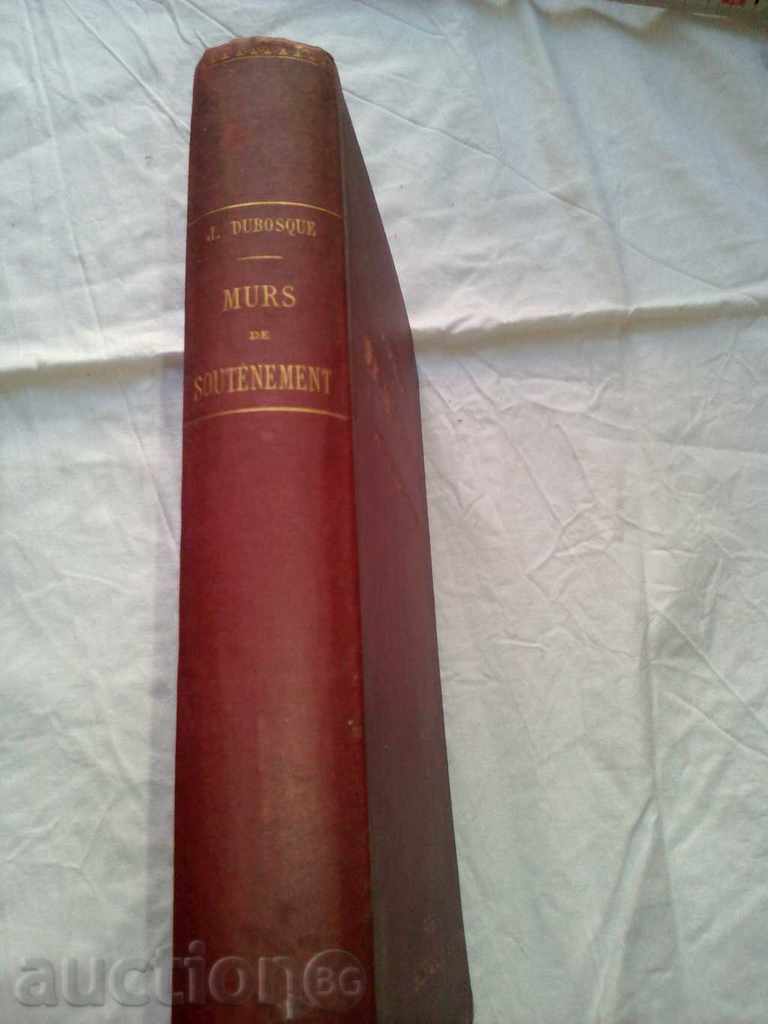 J. DUBOSQUE
MURS
DE
SOUTÈNEMENT
auctionBG